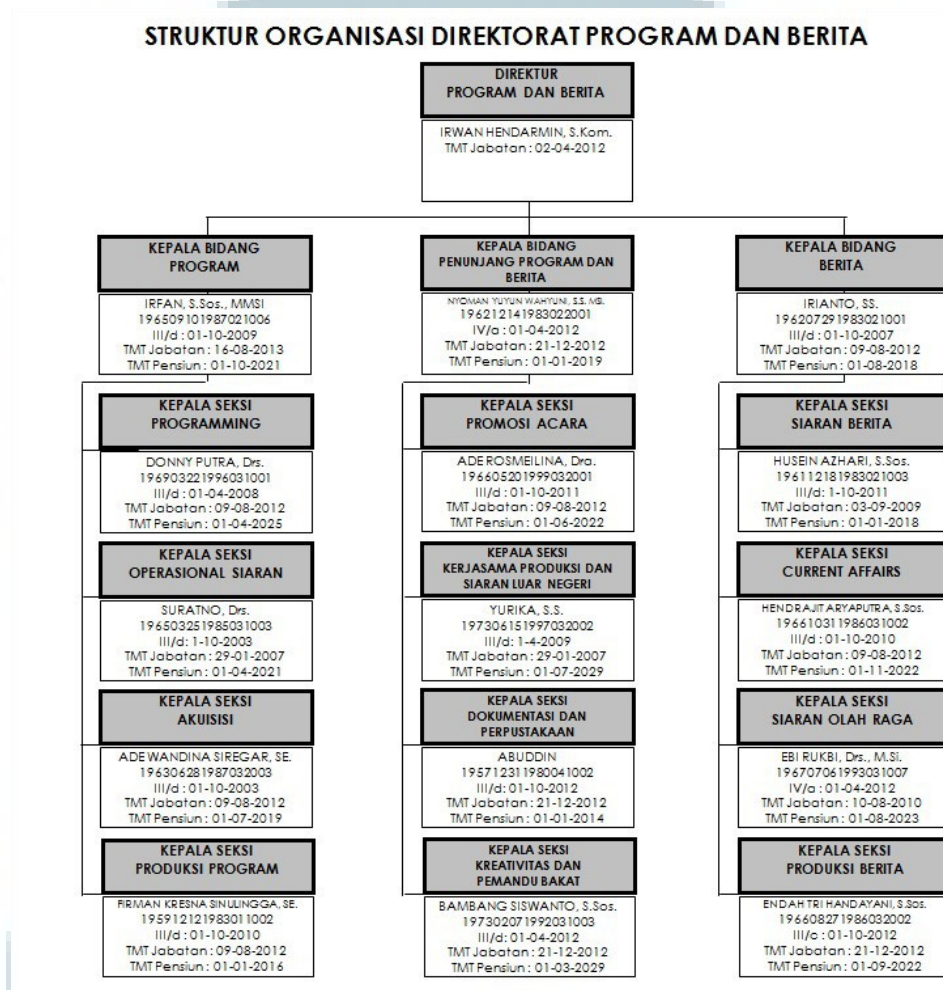 STRUKTUR ORGANISASI DIREKTORAT PROGRAM DAN BERITA
DIREKTUR
PROGRAM DAN BERITA
IRWAN HENDARMIN, S.Kom.
TMT Jabatan : 02-04-2012
KEPALA BIDANG
PROGRAM
IRFAN, S.Sos., MMSI
196509101987021006
III/d : 01-10-2009
TMT Jabatan : 16-08-2013
TMT Pensiun : 01-10-2021
KEPALA SEKSI
PROGRAMMING
DONNY PUTRA, Drs.
196903221996031001
III/d : 01-04-2008
TMT Jabatan : 09-08-2012
TMT Pensiun : 01-04-2025
KEPALA SEKSI
OPERASIONAL SIARAN
SURATNO, Drs.
196503251985031003
III/d: 1-10-2003
TMT Jabatan : 29-01-2007
TMT Pensiun : 01-04-2021
KEPALA SEKSI
AKUISISI
ADE WANDINA SIREGAR, SE.
196306281987032003
III/d : 01-10-2003
TMT Jabatan : 09-08-2012
TMT Pensiun : 01-07-2019
KEPALA SEKSI
PRODUKSI PROGRAM
FIRMAN KRESNA SINULINGGA, SE.
195912121983011002
III/d : 01-10-2010
TMT Jabatan : 09-08-2012
TMT Pensiun : 01-01-2016
KEPALA BIDANG
PENUNJANG PROGRAM DAN
BERITA
NYOMAN YUYUN WAHYUNI, S.S. MSi.
196212141983022001
IV/a : 01-04-2012
TMT Jabatan : 21-12-2012
TMT Pensiun : 01-01-2019
KEPALA SEKSI
PROMOSI ACARA
ADE ROSMEILINA, Dra.
196605201999032001
III/d : 01-10-2011
TMT Jabatan : 09-08-2012
TMT Pensiun : 01-06-2022
KEPALA SEKSI
KERJASAMA PRODUKSI DAN
SIARAN LUAR NEGERI
YURIKA, S.S.
197306151997032002
III/d: 1-4-2009
TMT Jabatan : 29-01-2007
TMT Pensiun : 01-07-2029
KEPALA SEKSI
DOKUMENTASI DAN
PERPUSTAKAAN
ABUDDIN
195712311980041002
III/d: 01-10-2012
TMT Jabatan : 21-12-2012
TMT Pensiun : 01-01-2014
KEPALA SEKSI
KREATIVITAS DAN
PEMANDU BAKAT
BAMBANG SISWANTO, S.Sos.
197302071992031003
III/d: 01-04-2012
TMT Jabatan : 21-12-2012
TMT Pensiun : 01-03-2029
KEPALA BIDANG
BERITA
IRIANTO, SS.
196207291983021001
III/d : 01-10-2007
TMT Jabatan : 09-08-2012
TMT Pensiun : 01-08-2018
KEPALA SEKSI
SIARAN BERITA
HUSEIN AZHARI, S.Sos.
196112181983021003
III/d: 1-10-2011
TMT Jabatan : 03-09-2009
TMT Pensiun : 01-01-2018
KEPALA SEKSI
CURRENT AFFAIRS
HENDRAJIT ARYAPUTRA, S.Sos.
196610311986031002
III/d : 01-10-2010
TMT Jabatan : 09-08-2012
TMT Pensiun : 01-11-2022
KEPALA SEKSI
SIARAN OLAH RAGA
EBI RUKBI, Drs., M.Si.
196707061993031007
IV/a : 01-04-2012
TMT Jabatan : 10-08-2010
TMT Pensiun : 01-08-2023
KEPALA SEKSI
PRODUKSI BERITA
ENDAH TRI HANDAYANI, S.Sos.
196608271986032002
III/c : 01-10-2012
TMT Jabatan : 21-12-2012
TMT Pensiun : 01-09-2022